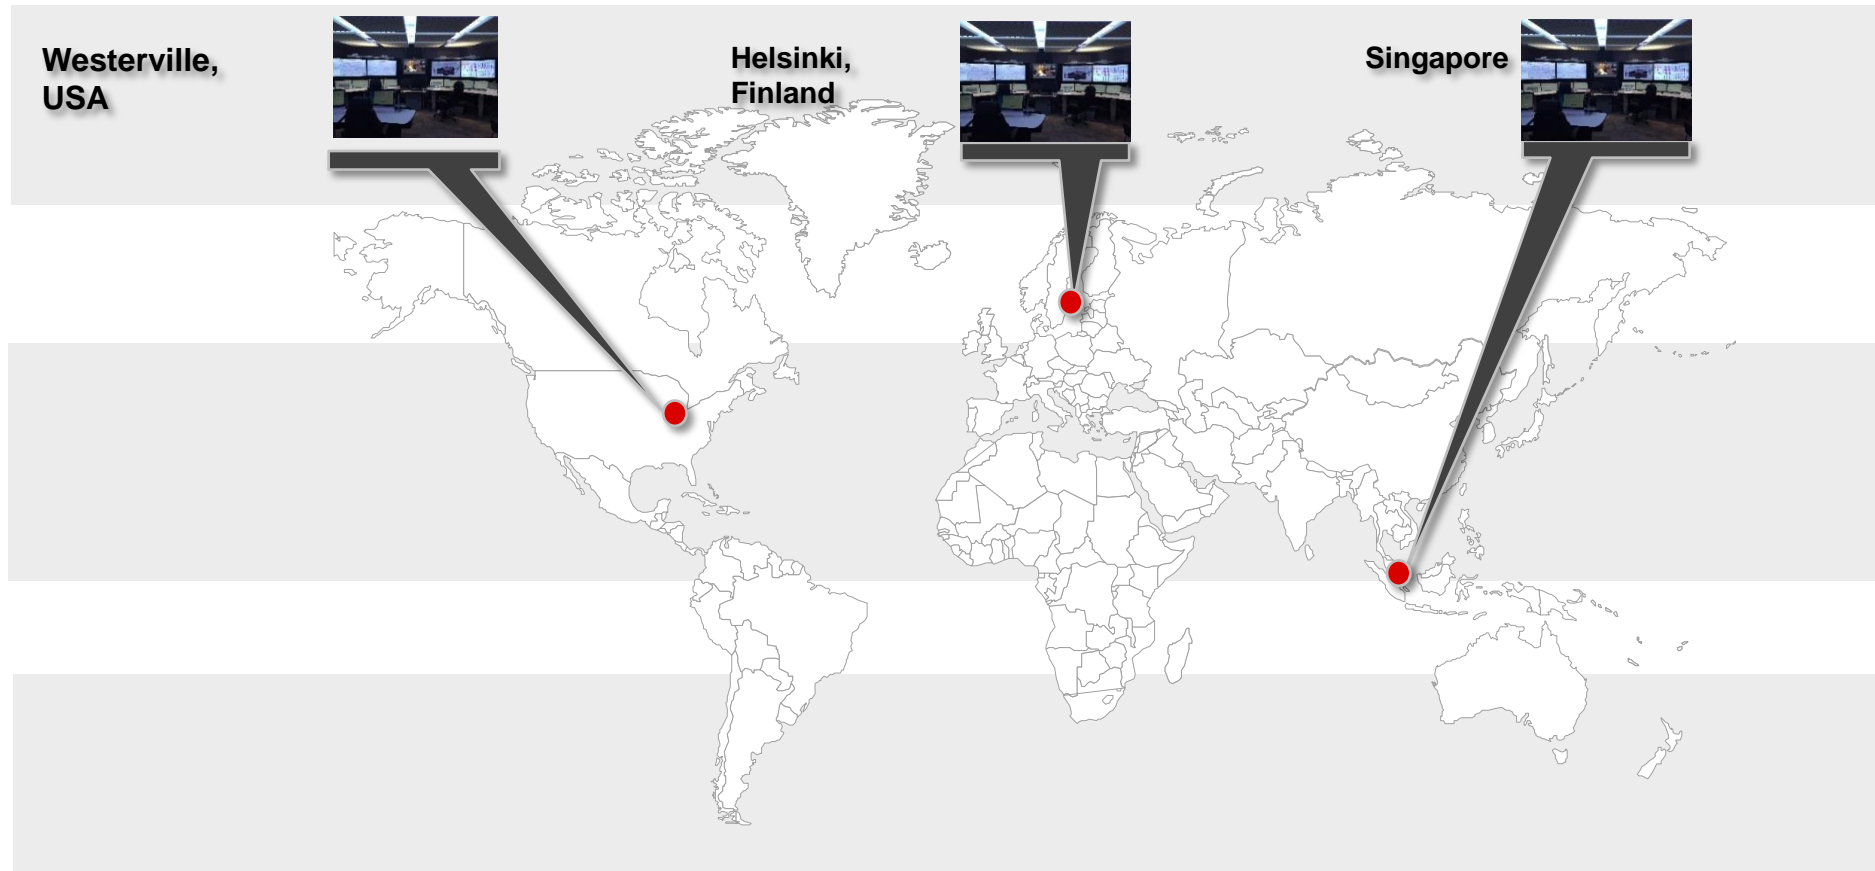 Westerville,
USA
Helsinki,
Finland
Singapore